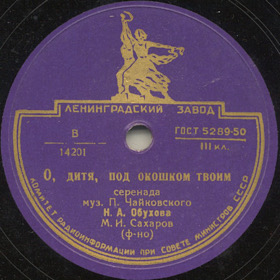 ЛЕНИНГРАДСКИЙ ЗАВОД
В
14201
ГОСТ 5289-50
III кл.
О, дитя, под окошком твоим
серенада
муз. П. Чайковского
Н. А. Обухова
М. И. Сахаров
(ф-но)
КОМИТЕТ РАДИОИНФОРМАЦИИ ПРИ СОВЕТЕ МИНИСТРОВ СССР